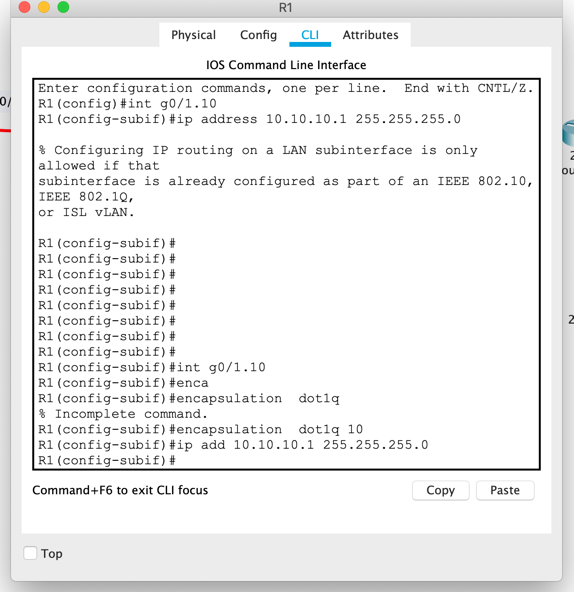 R1
Physical Config CLI Attributes
IOS Command Line Interface
Enter configuration commands, one per line.  End with CNTL/Z.
R1(config)#int g0/1.10
R1(config-subif)#ip address 10.10.10.1 255.255.255.0
% Configuring IP routing on a LAN subinterface is only
allowed if that
subinterface is already configured as part of an IEEE 802.10,
IEEE 802.1Q,
or ISL vLAN.
R1(config-subif)#
R1(config-subif)#
R1(config-subif)#
R1(config-subif)#
R1(config-subif)#
R1(config-subif)#
R1(config-subif)#
R1(config-subif)#
R1(config-subif)#int g0/1.10
R1(config-subif)#enca
R1(config-subif)#encapsulation  dot1q
% Incomplete command.
R1(config-subif)#encapsulation  dot1q 10
R1(config-subif)#ip add 10.10.10.1 255.255.255.0
R1(config-subif)#
Command+F6 to exit CLI focus
Copy Paste
Top
0/
2
ou
2